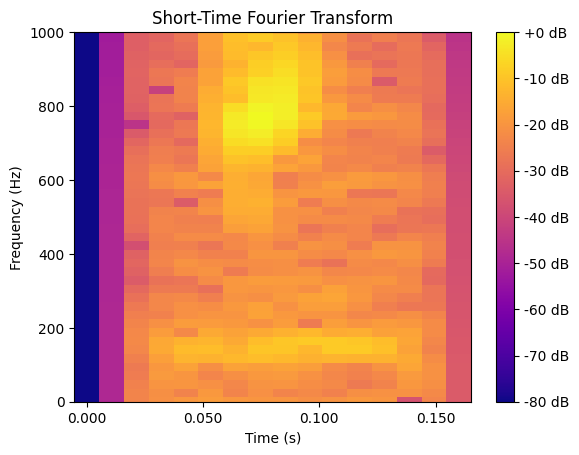 Short-Time Fourier Transform
Frequency (Hz)
1000
800
600
400
200
0
0.000
0.050
0.100
0.150
Time (s)
+0 dB
-10 dB
-20 dB
-30 dB
-40 dB
-50 dB
-60 dB
-70 dB
-80 dB